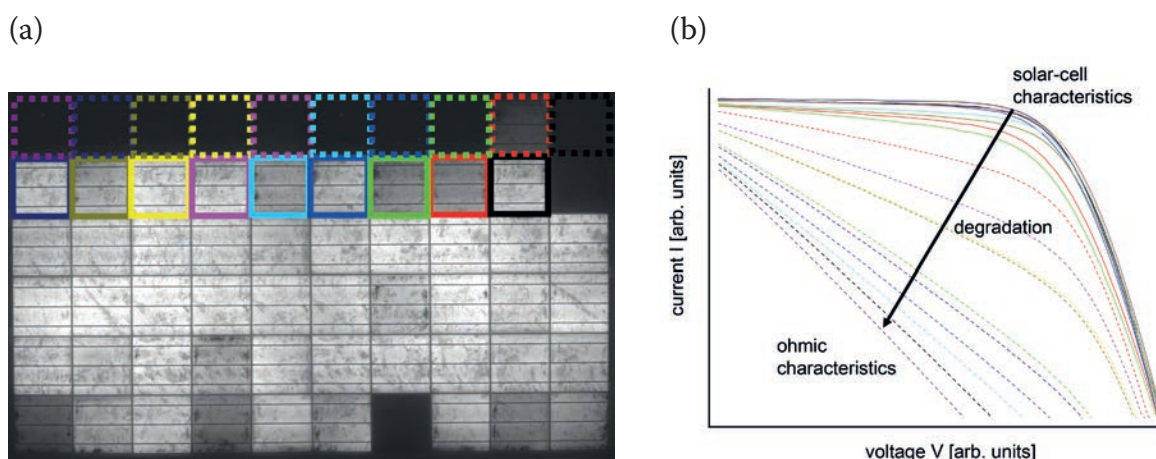 (a)
(b)
solar-cell
characteristics
degradation
ohmic
characteristics
current I [arb. units]
voltage V [arb. units]